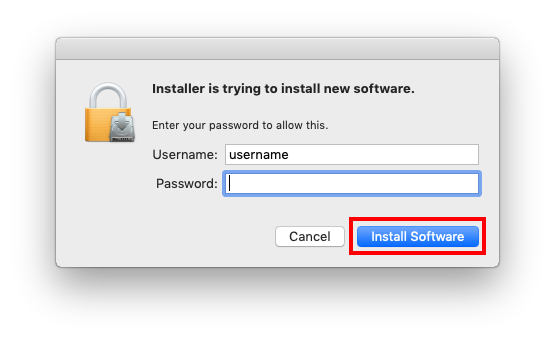 Installer is trying to install new software.
Enter your password to allow this.
Username: username
Password:
Cancel Install Software